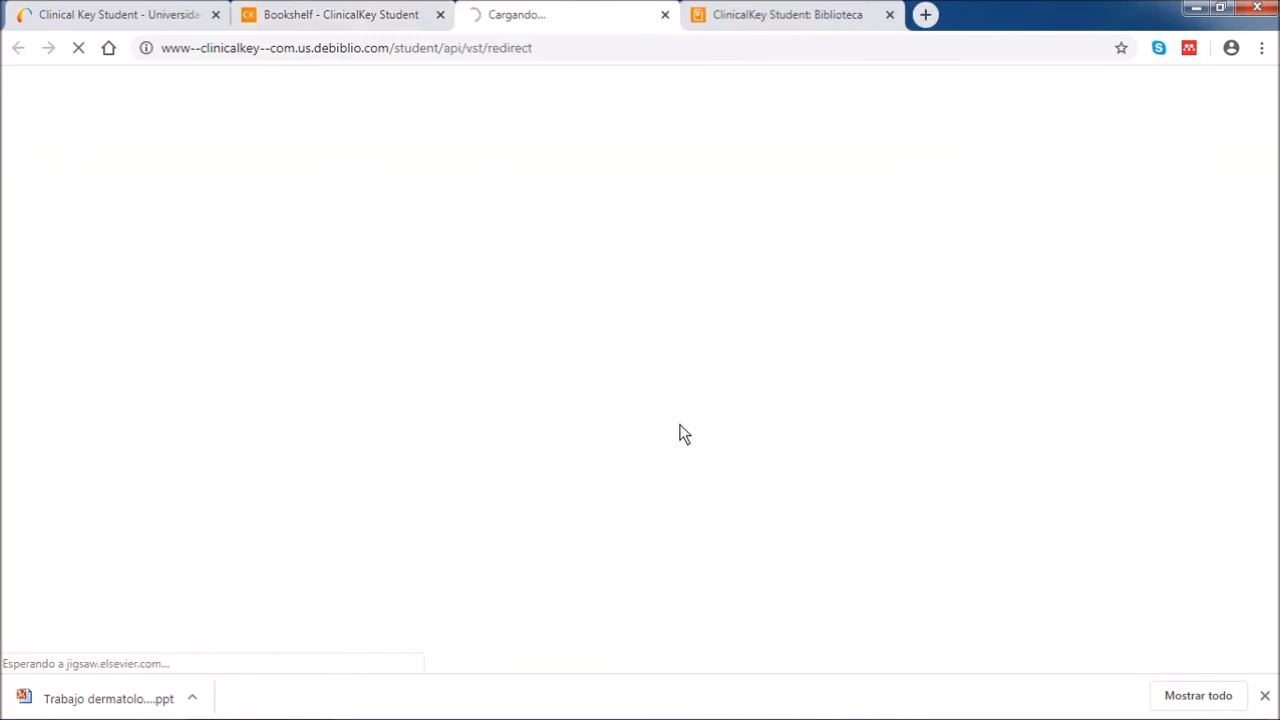 Clinical Key Student - Universida
CK Bookshelf - ClinicalKey Student
Cargando...
ClinicalKey Student: Biblioteca
www--clinicalkey--com.us.debiblio.com/student/api/vst/redirect
Esperando a jigsaw.elsevier.com...
Trabajo dermatolo....ppt
Mostrar todo